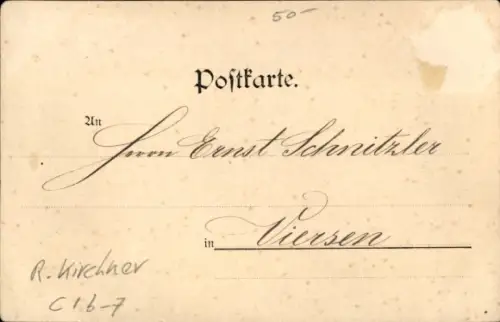 50-
Postkarte.
An
Herrn Ernst Schnitzler
in Viersen
R. Kirchner
C1b-7